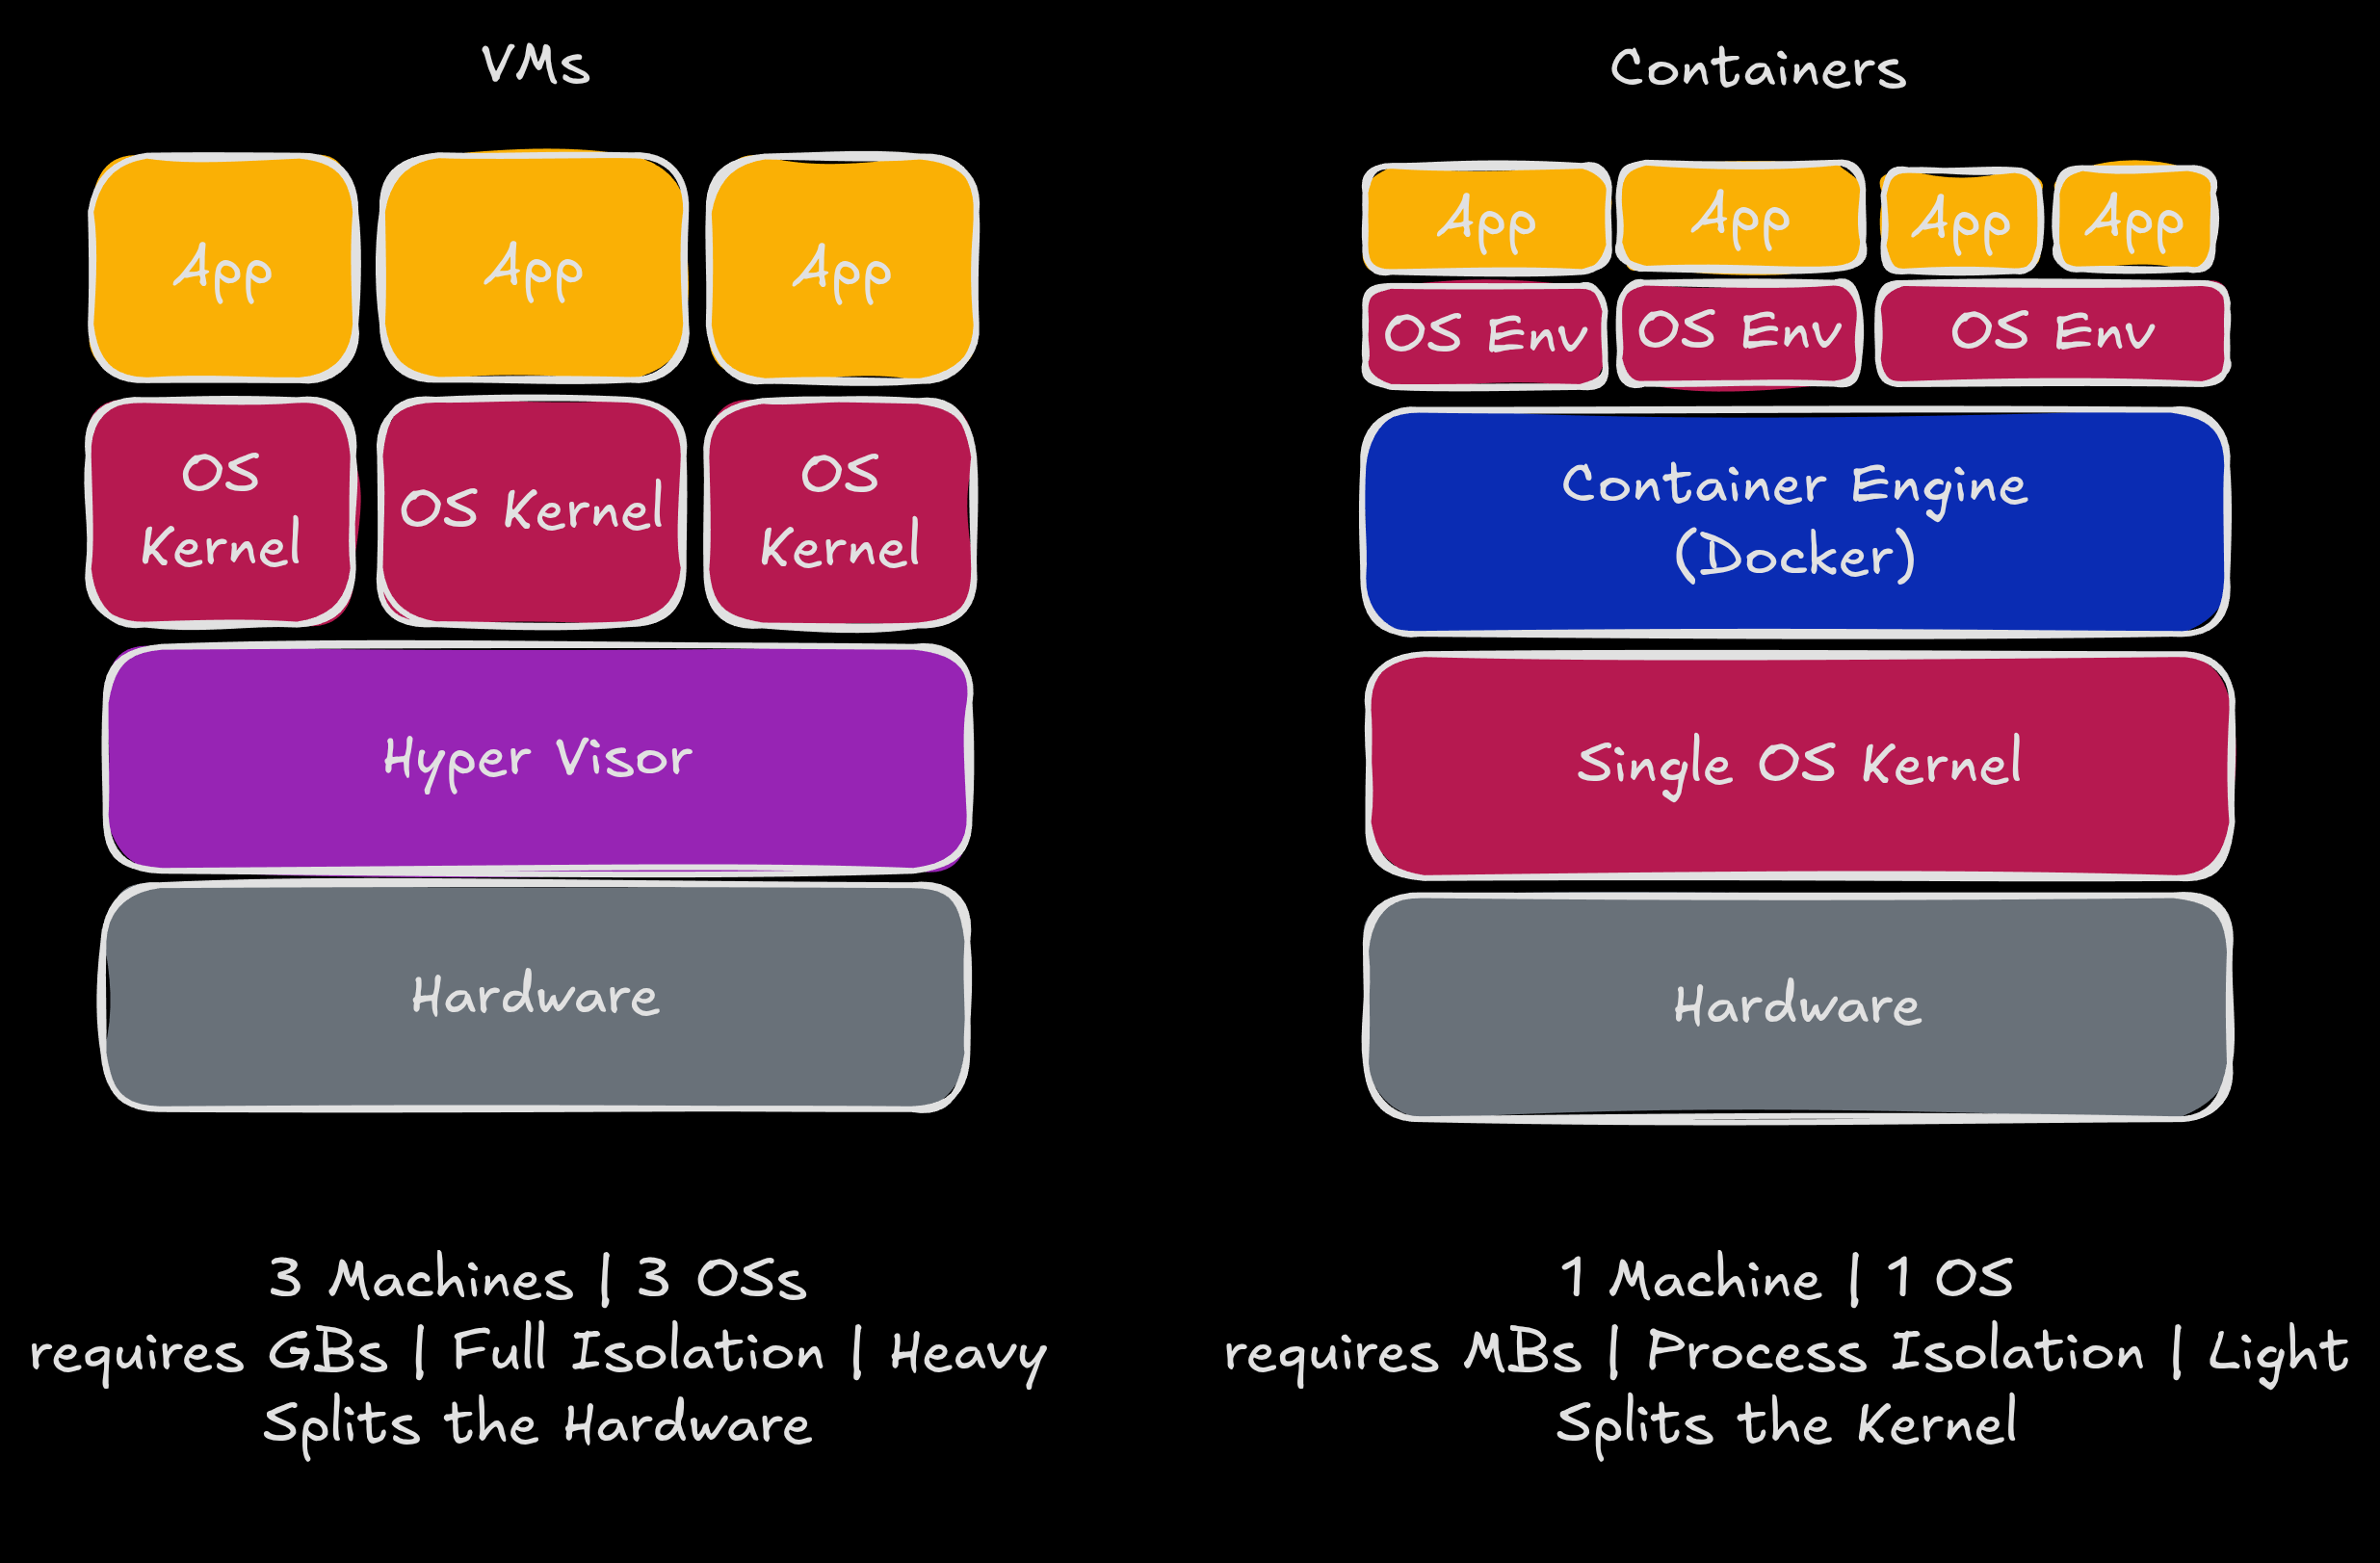 VMs
App
App
App
OS
Kernel
OS Kernel
OS
Kernel
Hyper Visor
Hardware
3 Machines | 3 OSs
requires GBs | Full Isolation | Heavy
Splits the Hardware
Containers
App
App
App
App
OS Env
OS Env
OS Env
Container Engine
(Docker)
Single OS Kernel
Hardware
1 Machine | 1 OS
requires MBs | Process Isolation | Light
Splits the Kernel